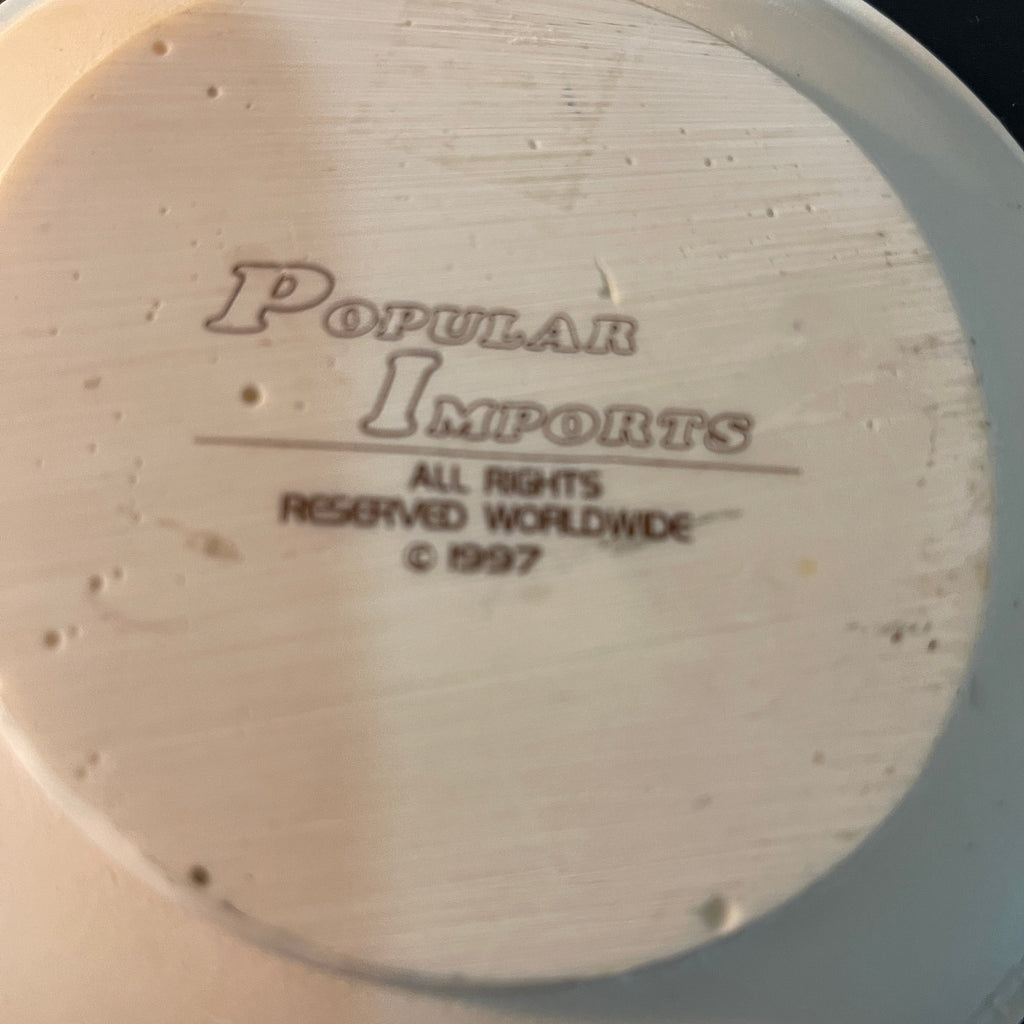 POPULAR
IMPORTS
ALL RIGHTS
RESERVED WORLDWIDE
© 1997